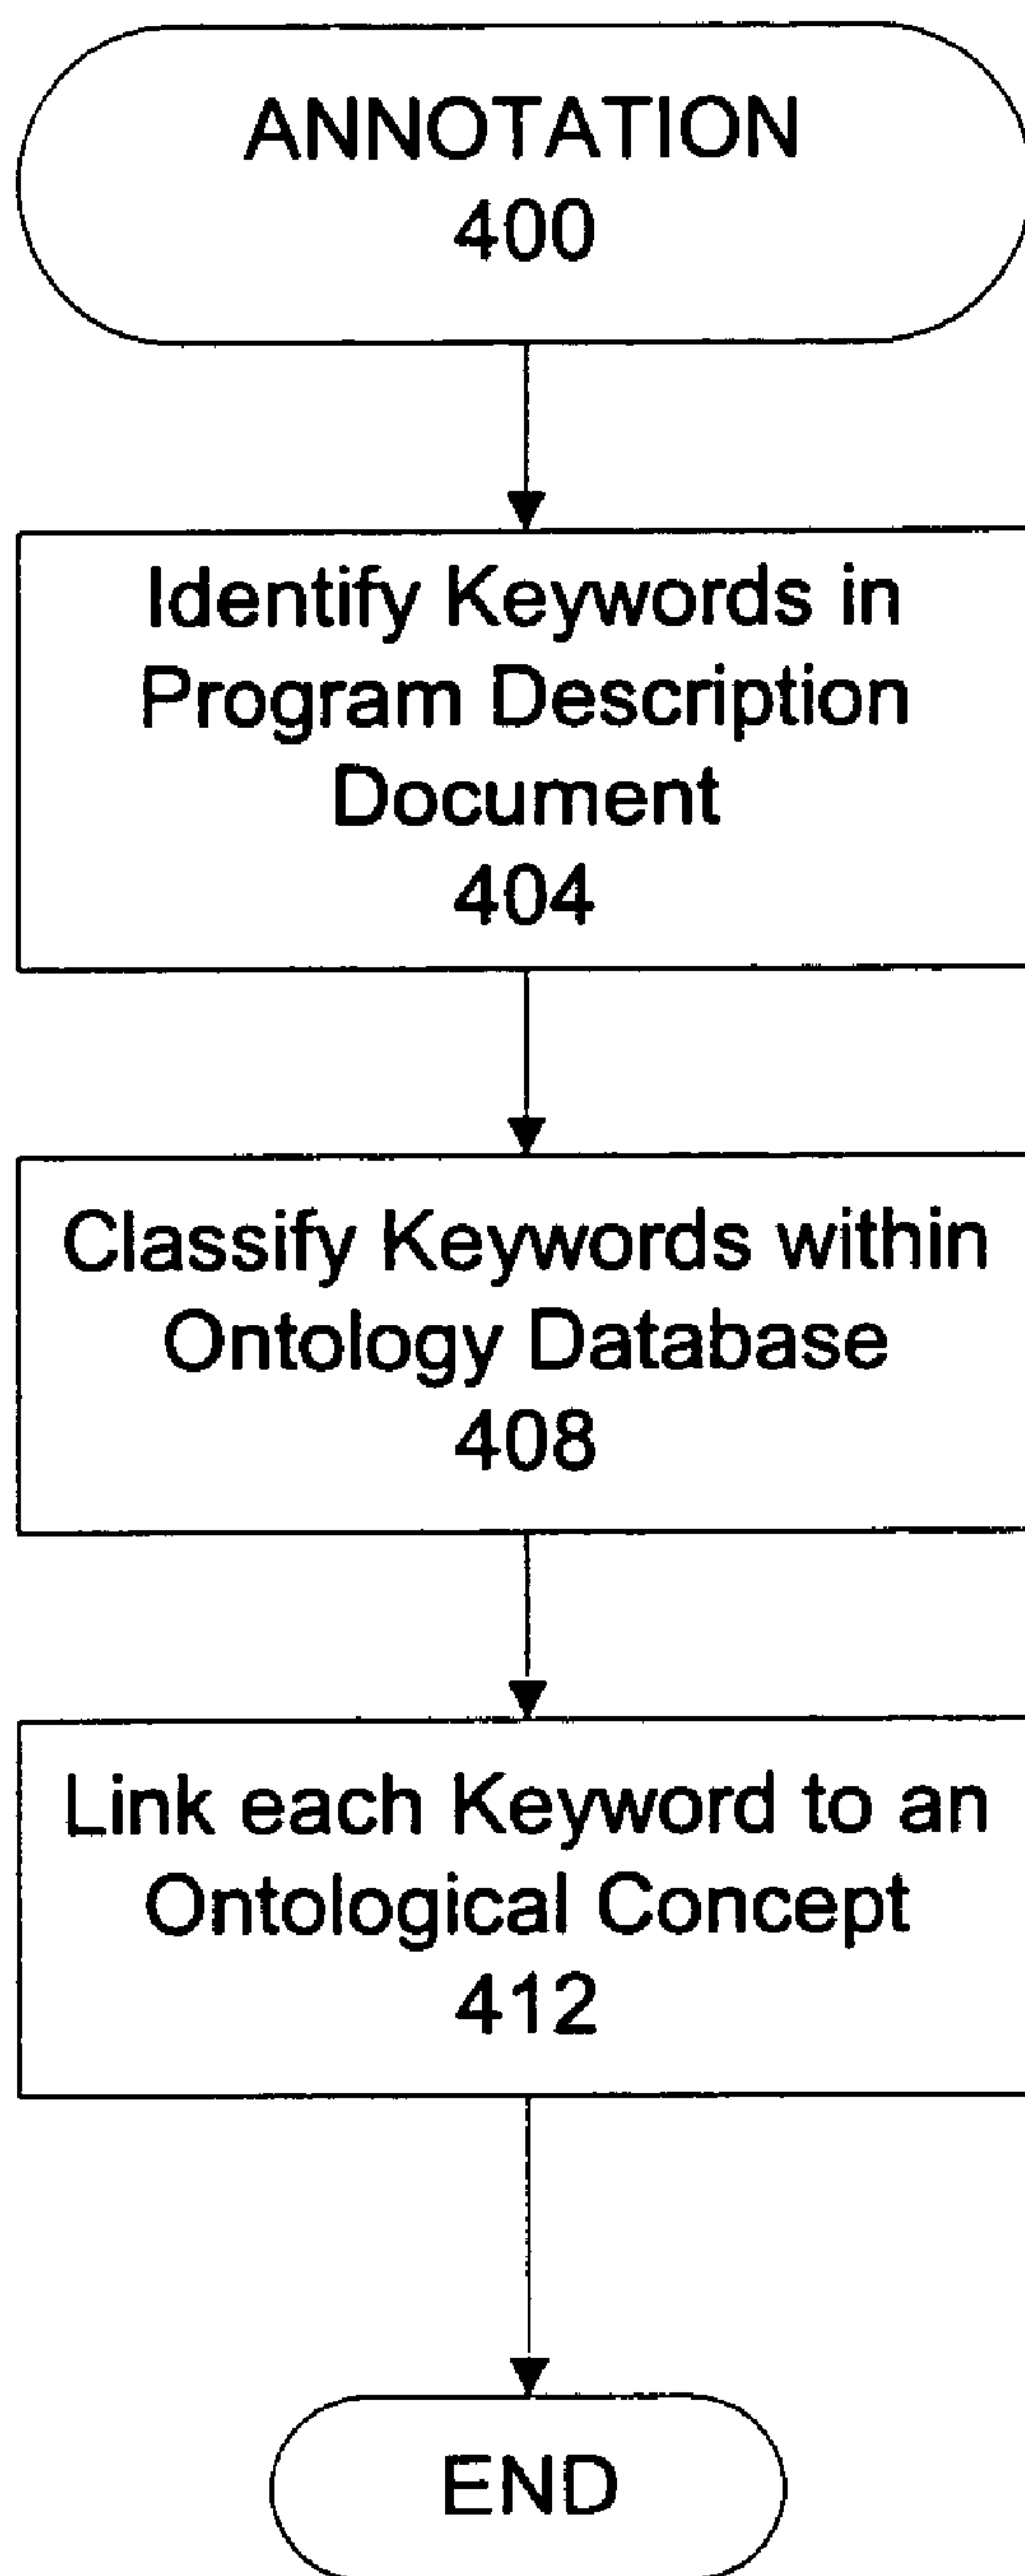 ANNOTATION
400
Identify Keywords in
Program Description
Document
404
Classify Keywords within
Ontology Database
408
Link each Keyword to an
Ontological Concept
412
END